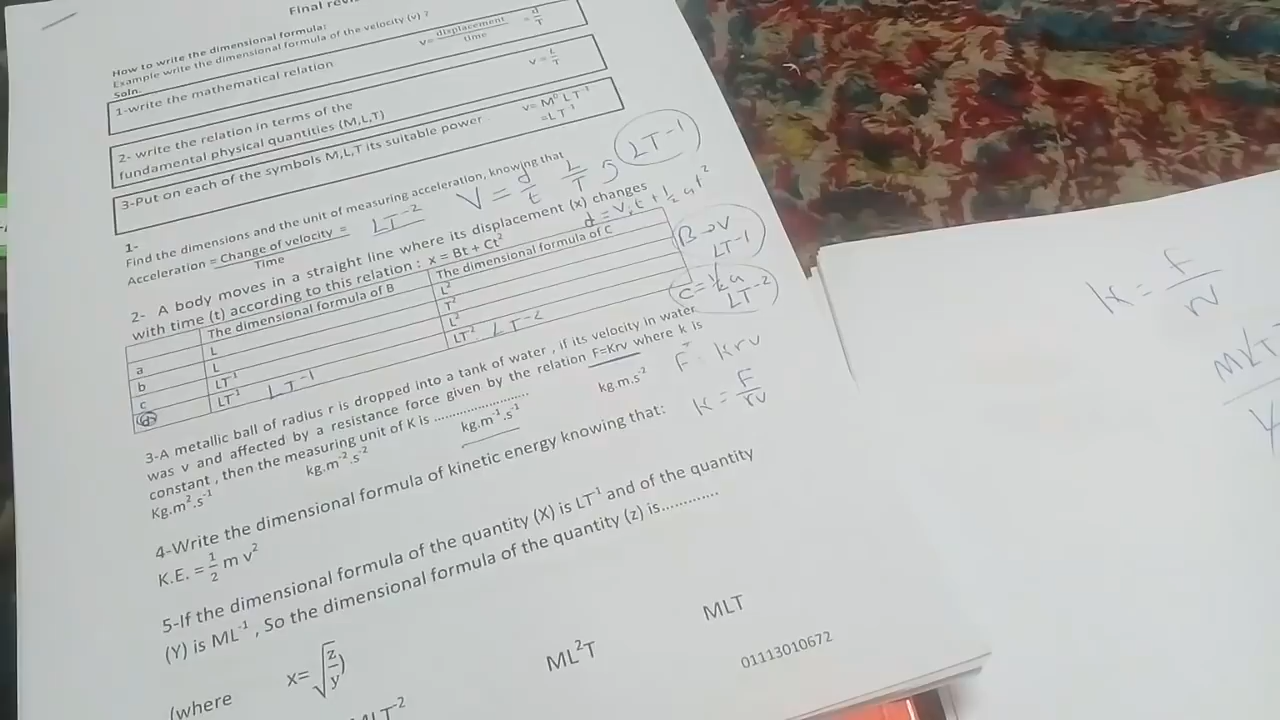 Final
How to write the dimensional formula:
Example write the dimensional formula of the velocity (v) ?
Soln.
1-write the mathematical relation
v= displacement/time = d/T
2- write the relation in terms of the
fundamental physical quantities (M,L,T)
v= L/T
3-Put on each of the symbols M,L,T its suitable power .
v= M⁰LT⁻¹
=LT⁻¹
1-
Find the dimensions and the unit of measuring acceleration, knowing that
Acceleration = Change of velocity/Time =
LT⁻²
V = d/t L/T LT⁻¹
2- A body moves in a straight line where its displacement (x) changes
with time (t) according to this relation : x = Bt + Ct²
d = Vᵢt + ½ at²
The dimensional formula of B The dimensional formula of C
a L L²
b L T²
c LT¹ L²
d LT¹ LT⁻¹ LT² LT⁻²
B → V
LT⁻¹
C = ½ a
LT⁻²
3-A metallic ball of radius r is dropped into a tank of water , if its velocity in water
was v and affected by a resistance force given by the relation F=Krv where k is
constant , then the measuring unit of K is ........................
Kg.m².s⁻¹ kg.m⁻².s⁻² kg.m⁻¹.s⁻¹ kg.m.s⁻²
F = Krv
K = F/rv
4-Write the dimensional formula of kinetic energy knowing that:
K.E. = 1/2 m v²
5-If the dimensional formula of the quantity (X) is LT¹ and of the quantity
(Y) is ML⁻¹ , So the dimensional formula of the quantity (z) is.............
(where x= √(z/y))
MLT⁻² ML²T MLT
01113010672
K = F/rv
MLT